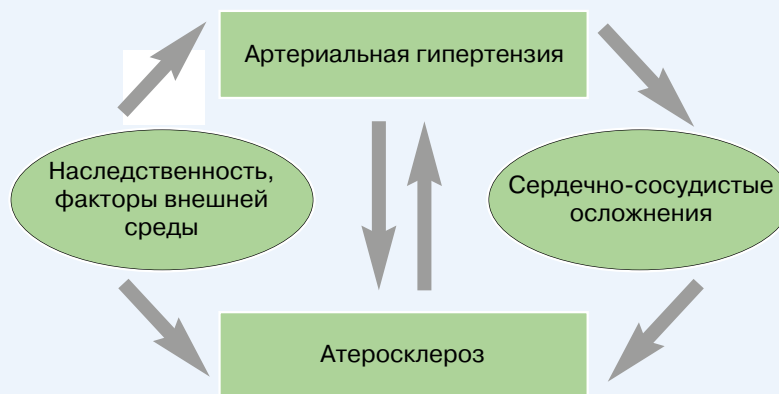 Артериальная гипертензия
Наследственность,
факторы внешней
среды
Сердечно-сосудистые
осложнения
Атеросклероз